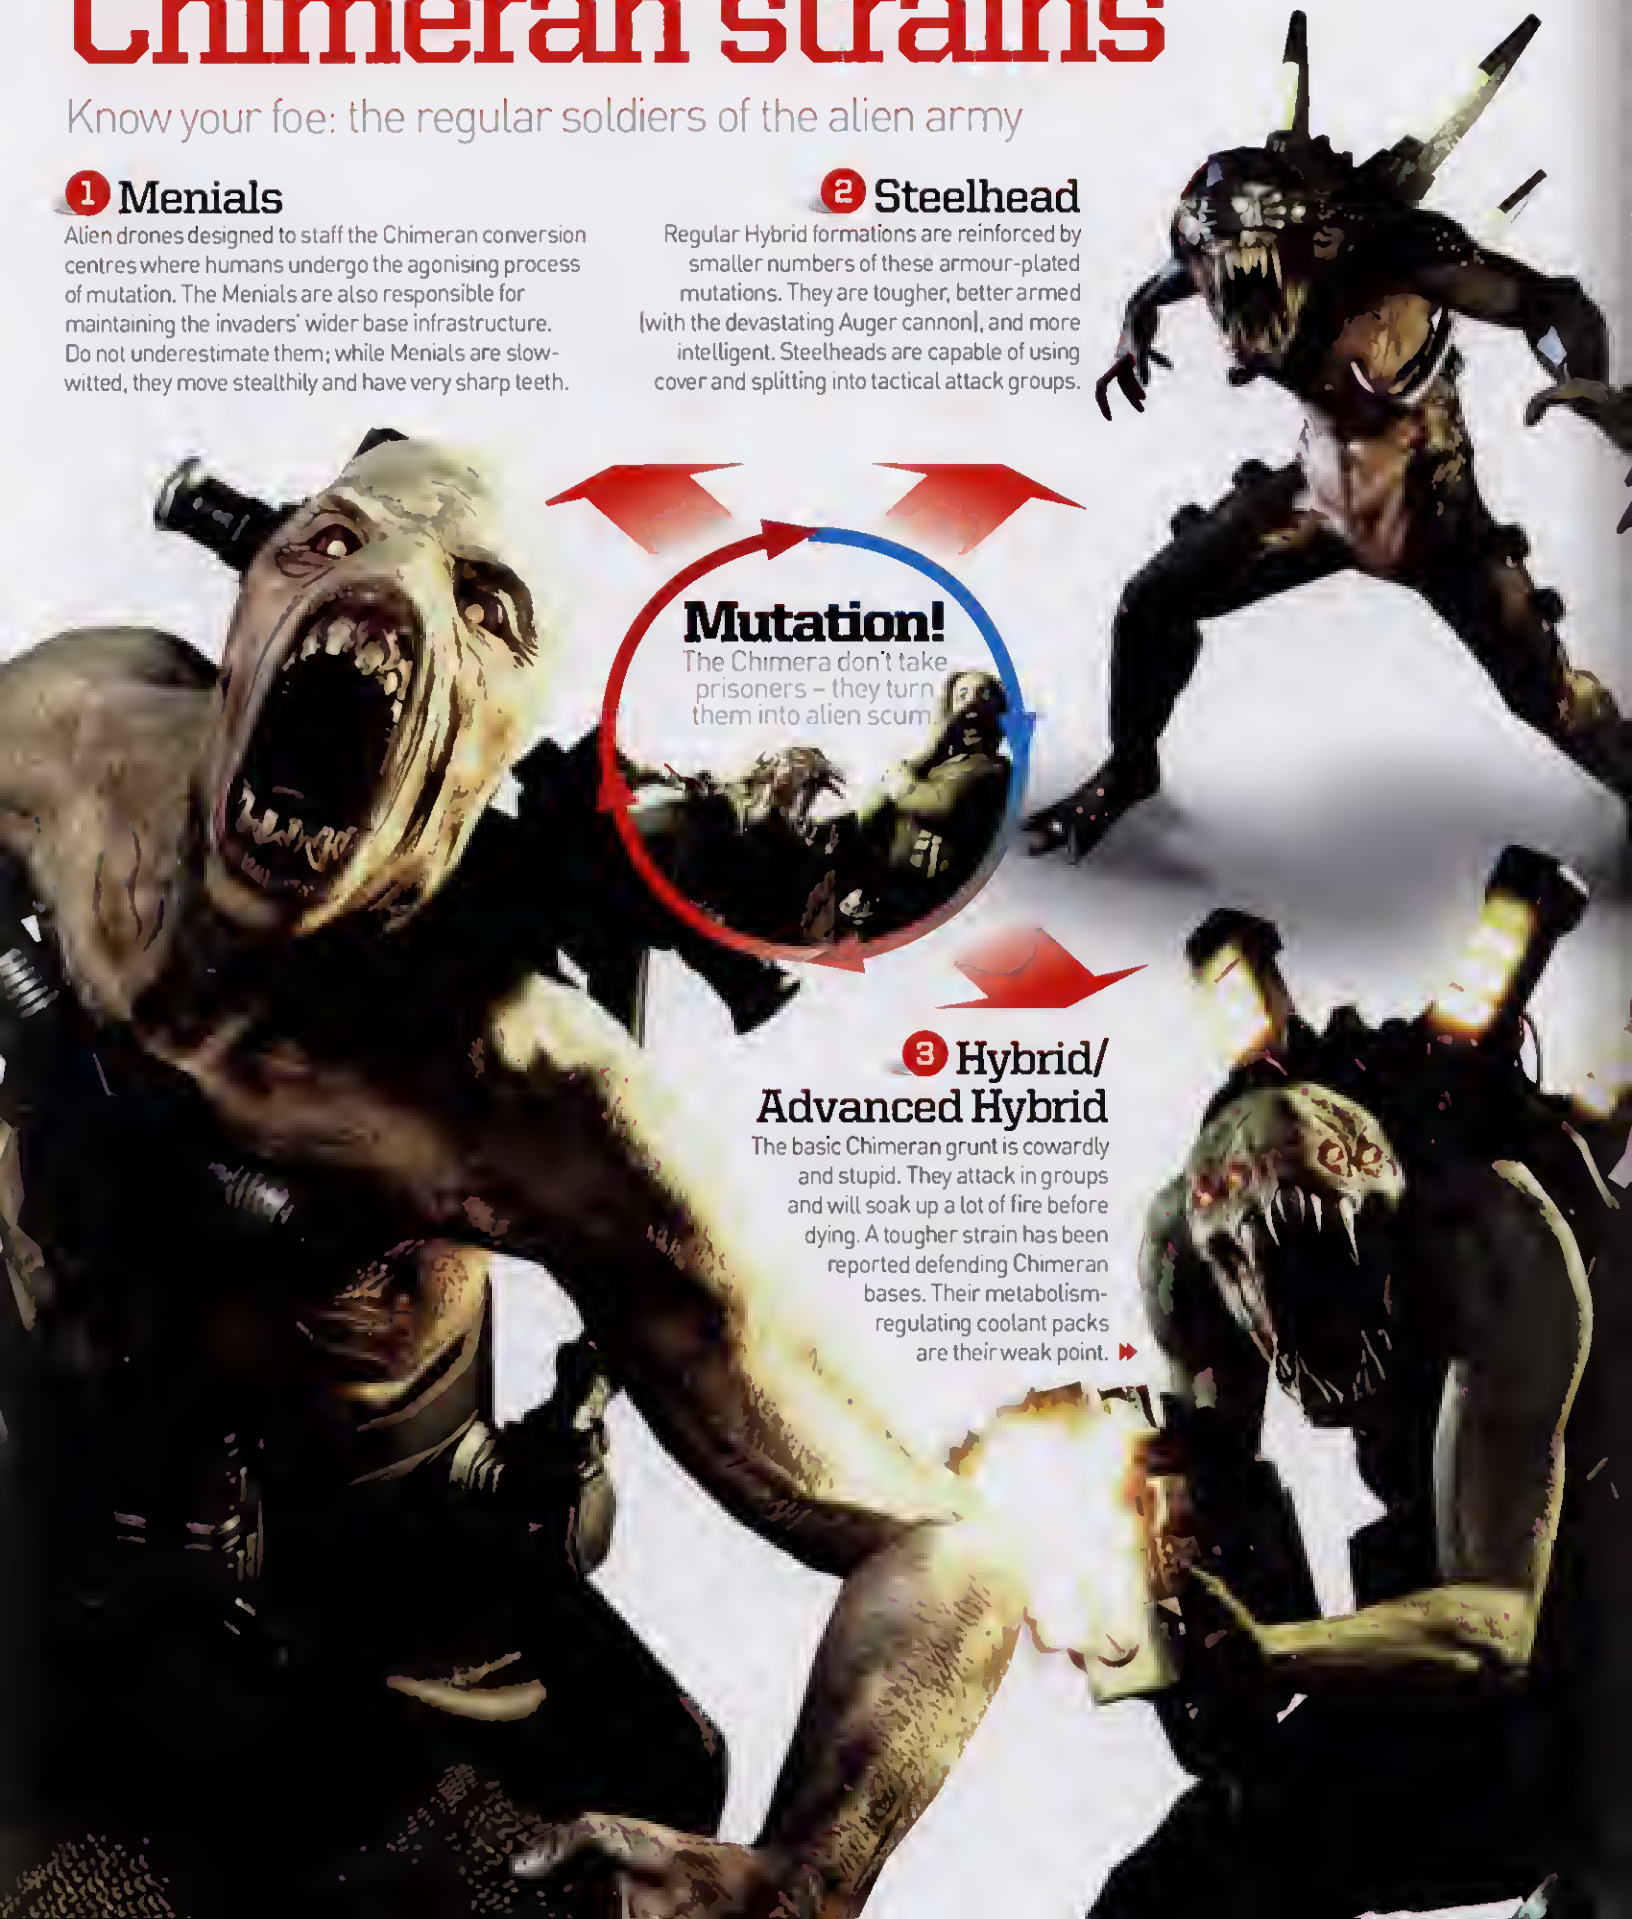 Chimeran strains
Know your foe: the regular soldiers of the alien army
1 Menials
Alien drones designed to staff the Chimeran conversion
centres where humans undergo the agonising process
of mutation. The Menials are also responsible for
maintaining the invaders' wider base infrastructure.
Do not underestimate them; while Menials are slow-
witted, they move stealthily and have very sharp teeth.
2 Steelhead
Regular Hybrid formations are reinforced by
smaller numbers of these armour-plated
mutations. They are tougher, better armed
(with the devastating Auger cannon), and more
intelligent. Steelheads are capable of using
cover and splitting into tactical attack groups.
Mutation!
The Chimera don't take
prisoners – they turn
them into alien scum.
3 Hybrid/
Advanced Hybrid
The basic Chimeran grunt is cowardly
and stupid. They attack in groups
and will soak up a lot of fire before
dying. A tougher strain has been
reported defending Chimeran
bases. Their metabolism-
regulating coolant packs
are their weak point.